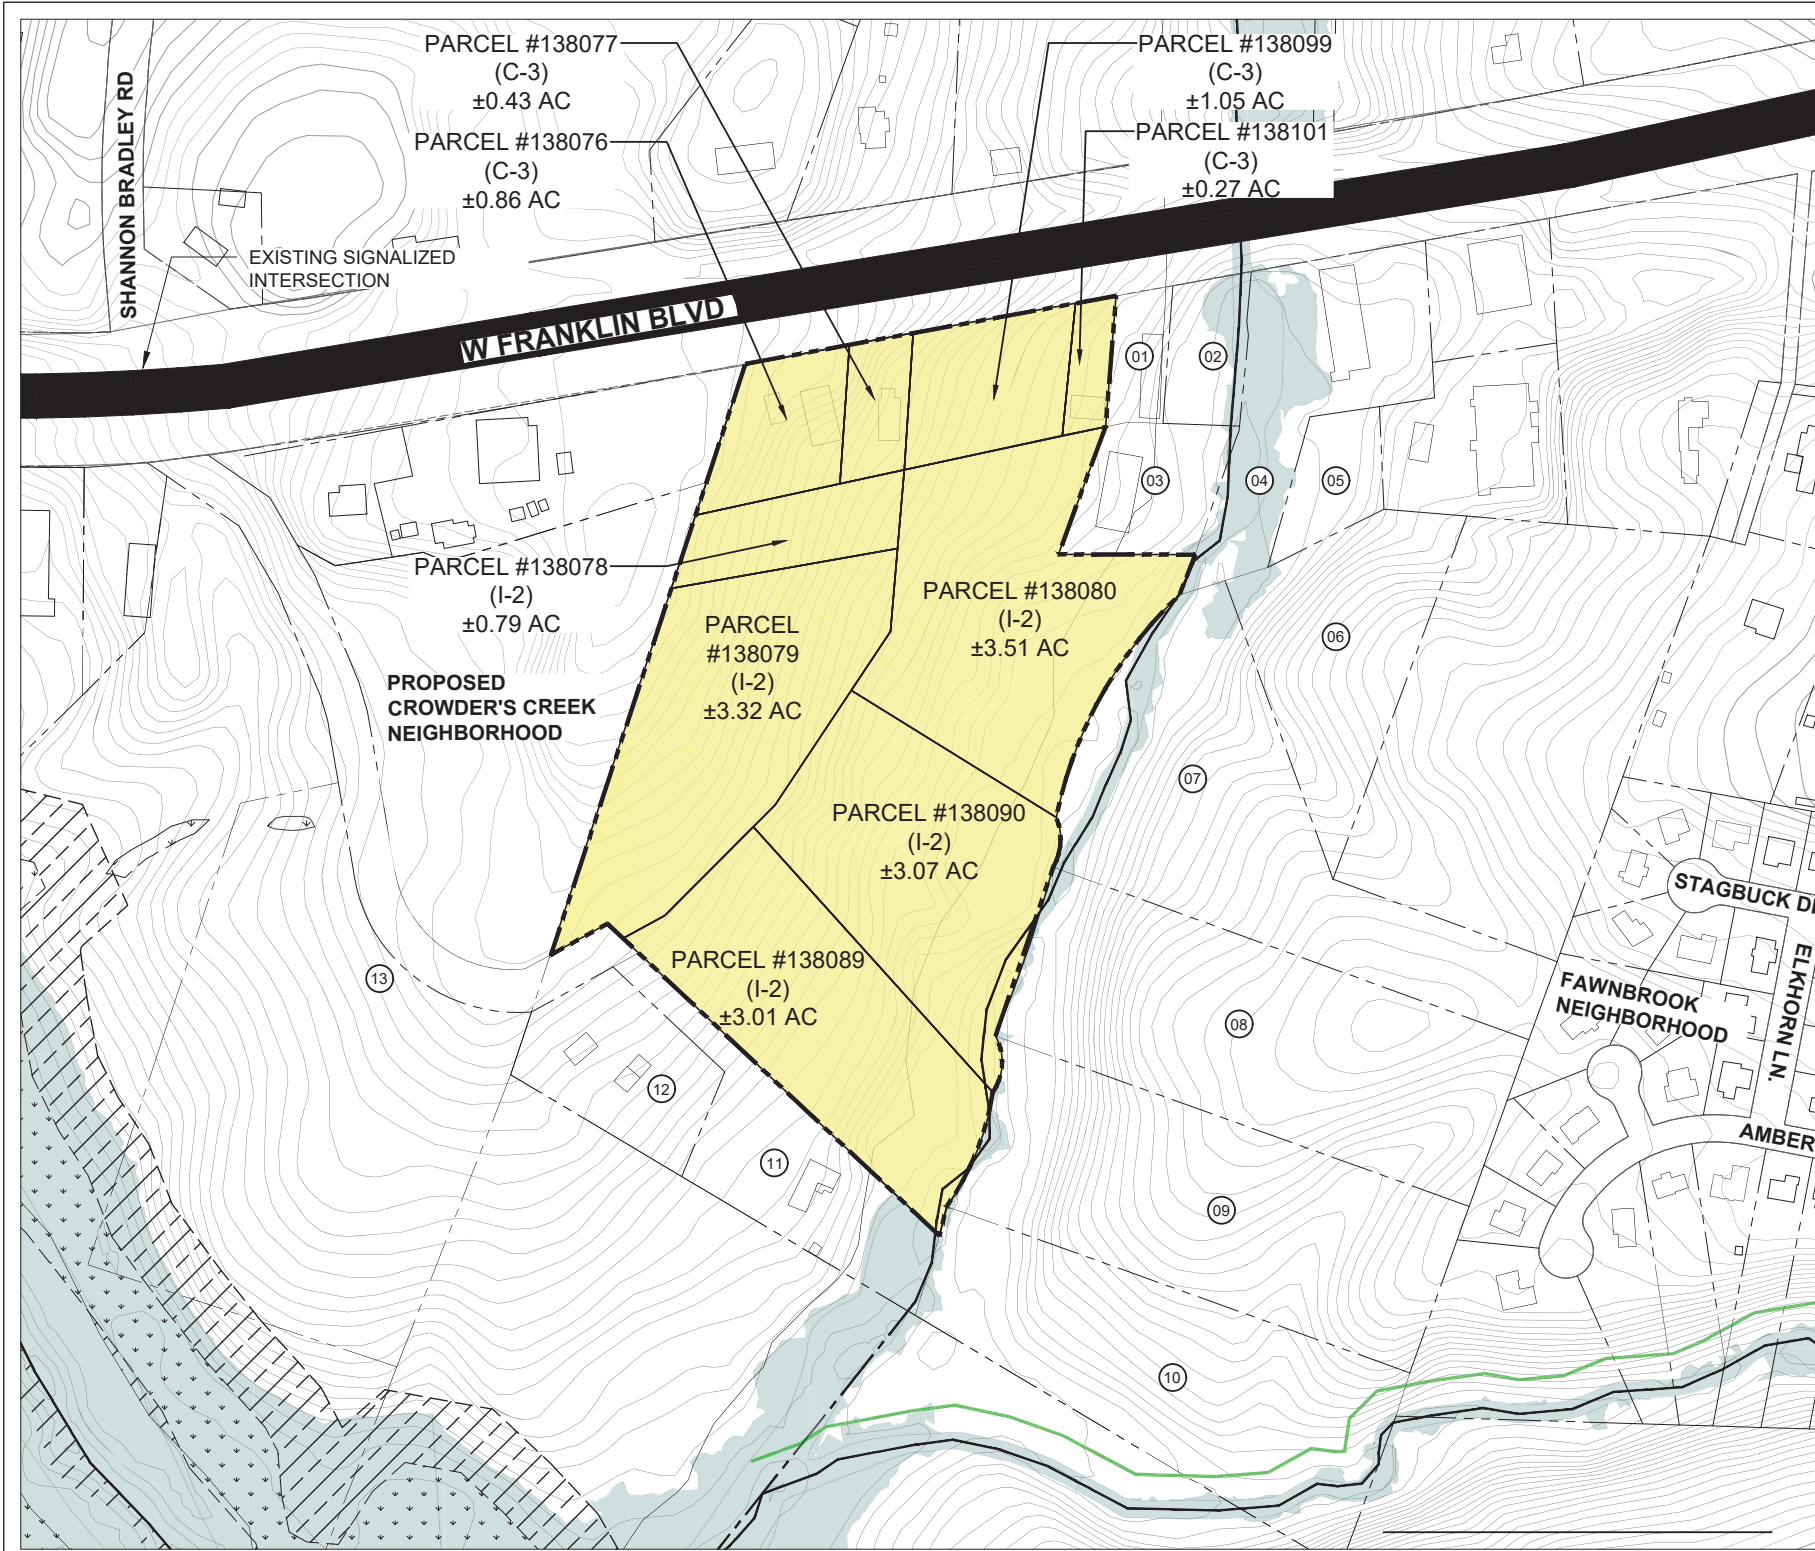 PARCEL #138077
(C-3)
±0.43 AC
PARCEL #138076
(C-3)
±0.86 AC
PARCEL #138099
(C-3)
±1.05 AC
PARCEL #138101
(C-3)
±0.27 AC
SHANNON BRADLEY RD
EXISTING SIGNALIZED
INTERSECTION
W FRANKLIN BLVD
01
02
03
04
05
PARCEL #138078
(I-2)
±0.79 AC
PARCEL #138080
(I-2)
±3.51 AC
PARCEL
#138079
(I-2)
±3.32 AC
06
PROPOSED
CROWDER'S CREEK
NEIGHBORHOOD
07
PARCEL #138090
(I-2)
±3.07 AC
STAGBUCK D
ELKHORN LN.
PARCEL #138089
(I-2)
±3.01 AC
13
FAWNBROOK
NEIGHBORHOOD
08
12
AMBER
11
09
10